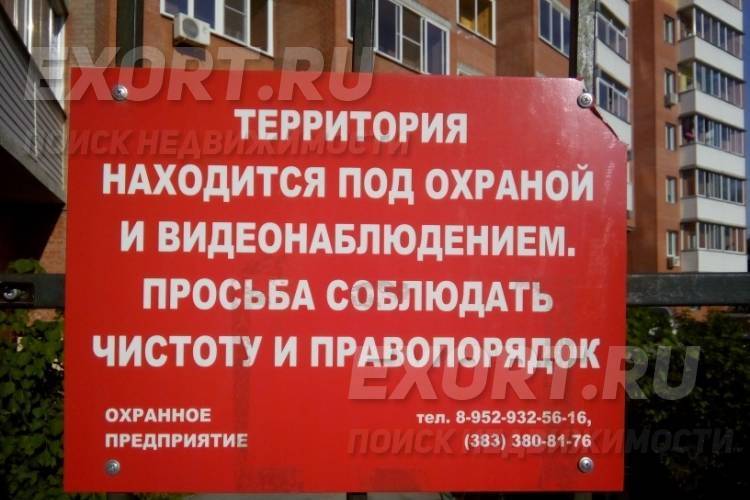 EXORT.RU
ПОИСК НЕДВИЖИМОСТИ
ТЕРРИТОРИЯ
НАХОДИТСЯ ПОД ОХРАНОЙ
И ВИДЕОНАБЛЮДЕНИЕМ.
ПРОСЬБА СОБЛЮДАТЬ
ЧИСТОТУ И ПРАВОПОРЯДОК
ОХРАННОЕ
ПРЕДПРИЯТИЕ
тел. 8-952-932-56-16,
(383) 380-81-76
EXORT.RU
ПОИСК НЕДВИЖИМОСТИ